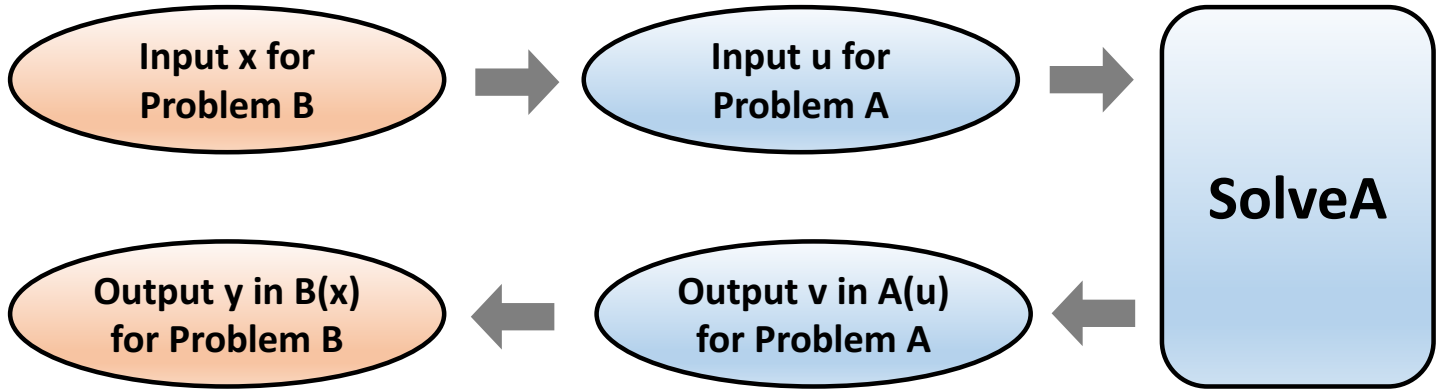 Input x for
Problem B
Input u for
Problem A
SolveA
Output y in B(x)
for Problem B
Output v in A(u)
for Problem A